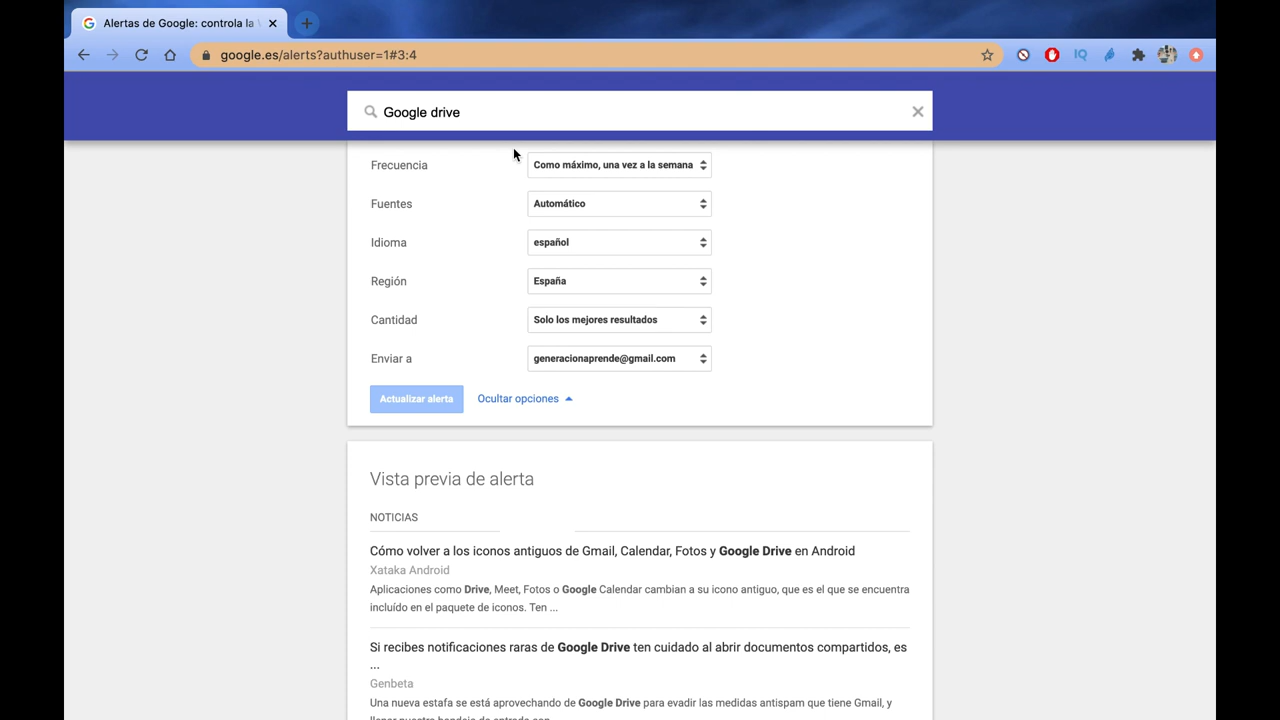 Alertas de Google: controla la
google.es/alerts?authuser=1#3:4
IQ
Google drive
Frecuencia
Como máximo, una vez a la semana
Fuentes
Automático
Idioma
español
Región
España
Cantidad
Solo los mejores resultados
Enviar a
generacionaprende@gmail.com
Actualizar alerta
Ocultar opciones
Vista previa de alerta
NOTICIAS
Cómo volver a los iconos antiguos de Gmail, Calendar, Fotos y Google Drive en Android
Xataka Android
Aplicaciones como Drive, Meet, Fotos o Google Calendar cambian a su icono antiguo, que es el que se encuentra
incluído en el paquete de iconos. Ten ...
Si recibes notificaciones raras de Google Drive ten cuidado al abrir documentos compartidos, es
...
Genbeta
Una nueva estafa se está aprovechando de Google Drive para evadir las medidas antispam que tiene Gmail, y